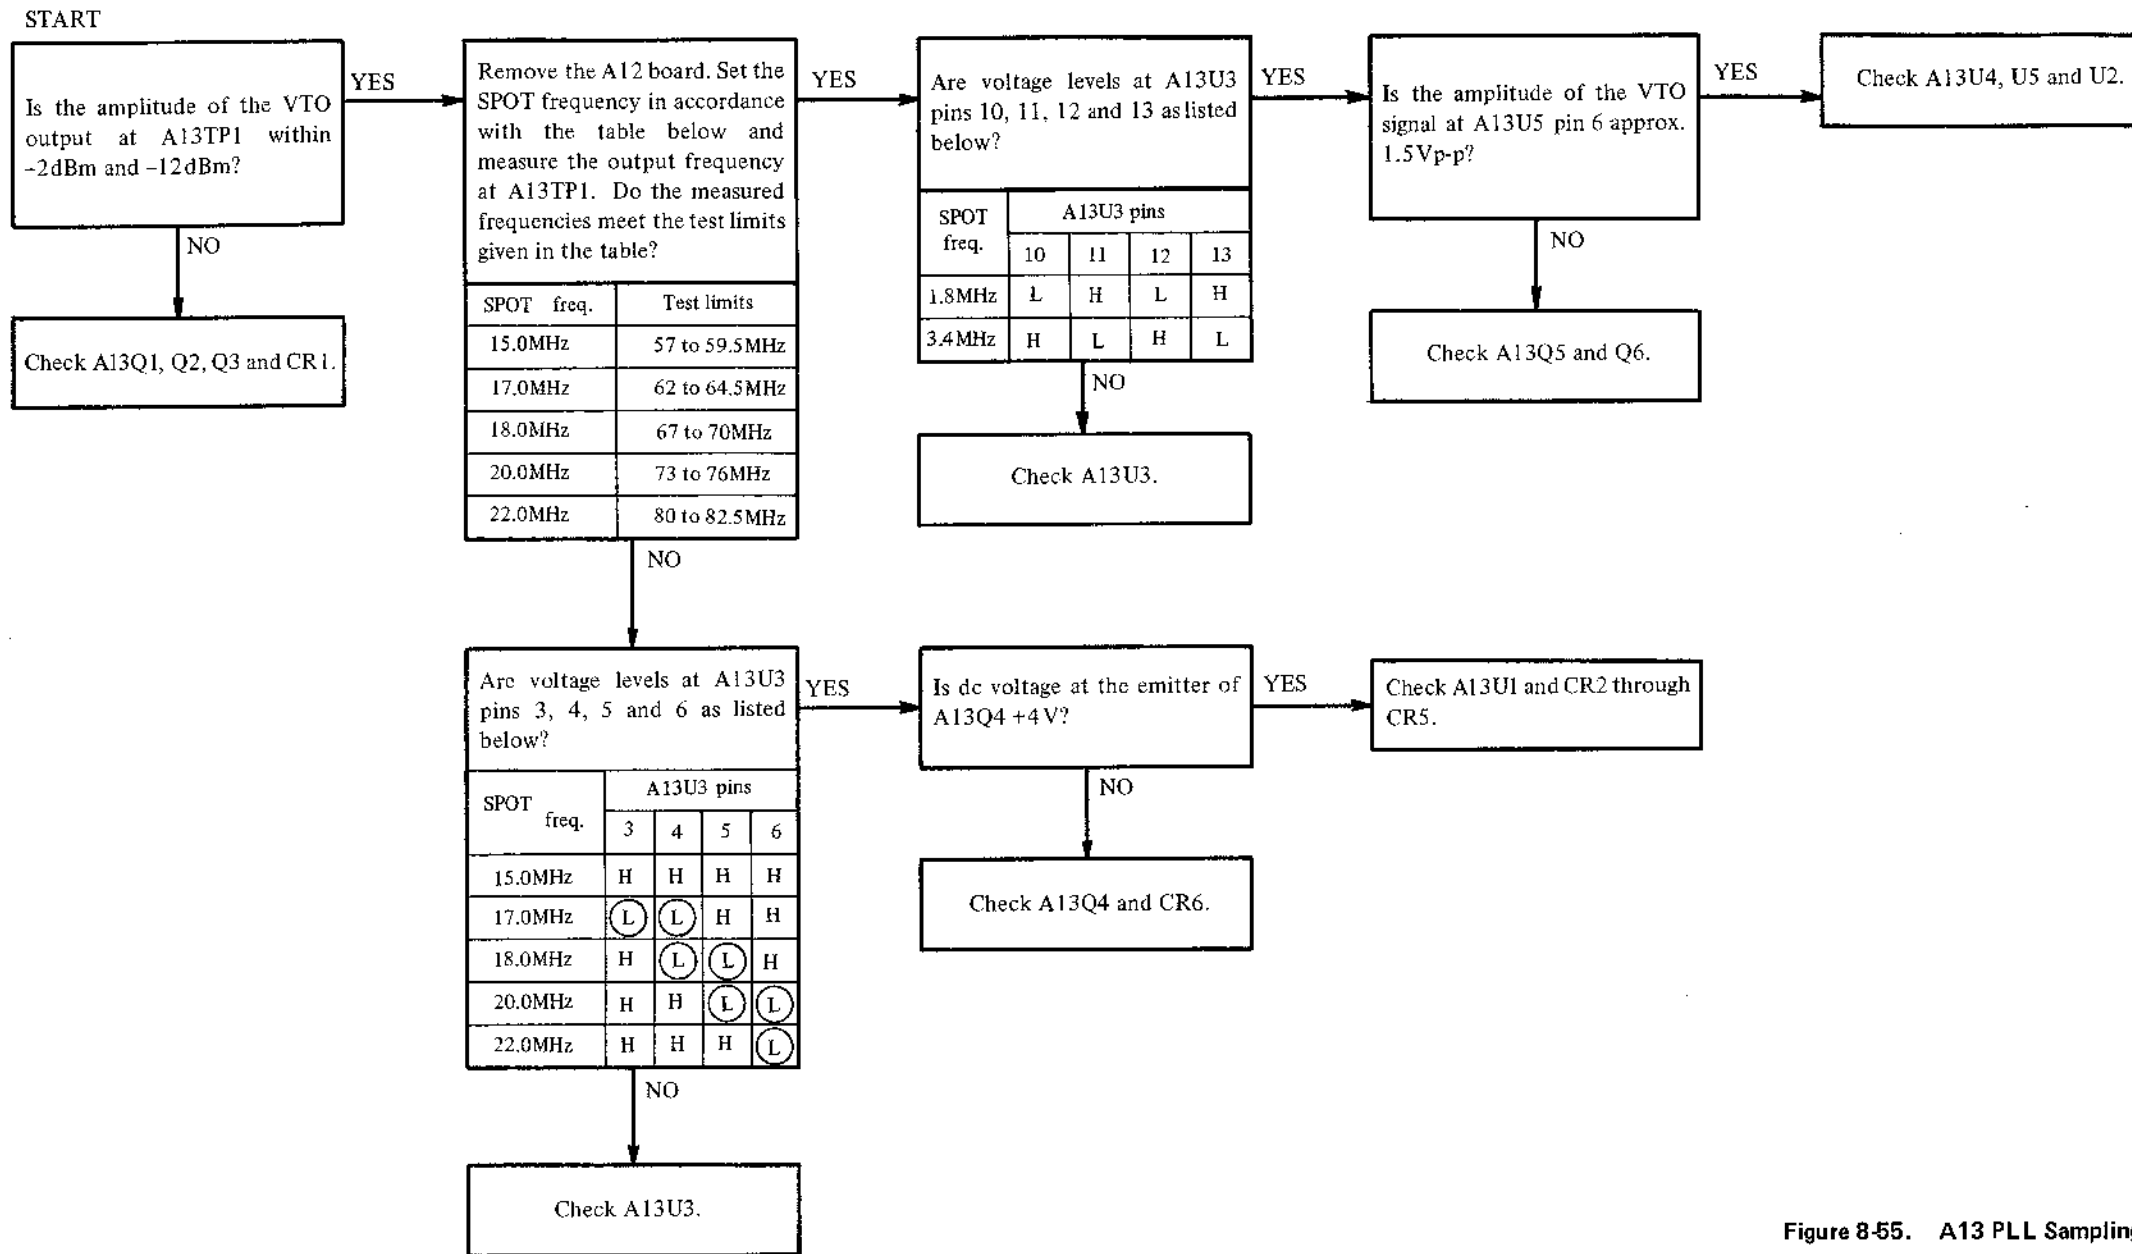 START
Is the amplitude of the VTO
output at A13TP1 within
–2dBm and –12dBm?
YES
NO
Check A13Q1, Q2, Q3 and CR1.
Remove the A12 board. Set the
SPOT frequency in accordance
with the table below and
measure the output frequency
at A13TP1. Do the measured
frequencies meet the test limits
given in the table?
SPOT freq. Test limits
15.0MHz 57 to 59.5MHz
17.0MHz 62 to 64.5MHz
18.0MHz 67 to 70MHz
20.0MHz 73 to 76MHz
22.0MHz 80 to 82.5MHz
YES
NO
Are voltage levels at A13U3
pins 10, 11, 12 and 13 as listed
below?
SPOT freq. A13U3 pins
10 11 12 13
1.8MHz L H L H
3.4MHz H L H L
YES
NO
Check A13U3.
Is the amplitude of the VTO
signal at A13U5 pin 6 approx.
1.5Vp-p?
YES
NO
Check A13Q5 and Q6.
Check A13U4, U5 and U2.
Are voltage levels at A13U3
pins 3, 4, 5 and 6 as listed
below?
SPOT freq. A13U3 pins
3 4 5 6
15.0MHz H H H H
17.0MHz L L H H
18.0MHz H L L H
20.0MHz H H L L
22.0MHz H H H L
YES
NO
Check A13U3.
Is dc voltage at the emitter of
A13Q4 +4V?
YES
NO
Check A13Q4 and CR6.
Check A13U1 and CR2 through
CR5.
Figure 8-55. A13 PLL Sampling